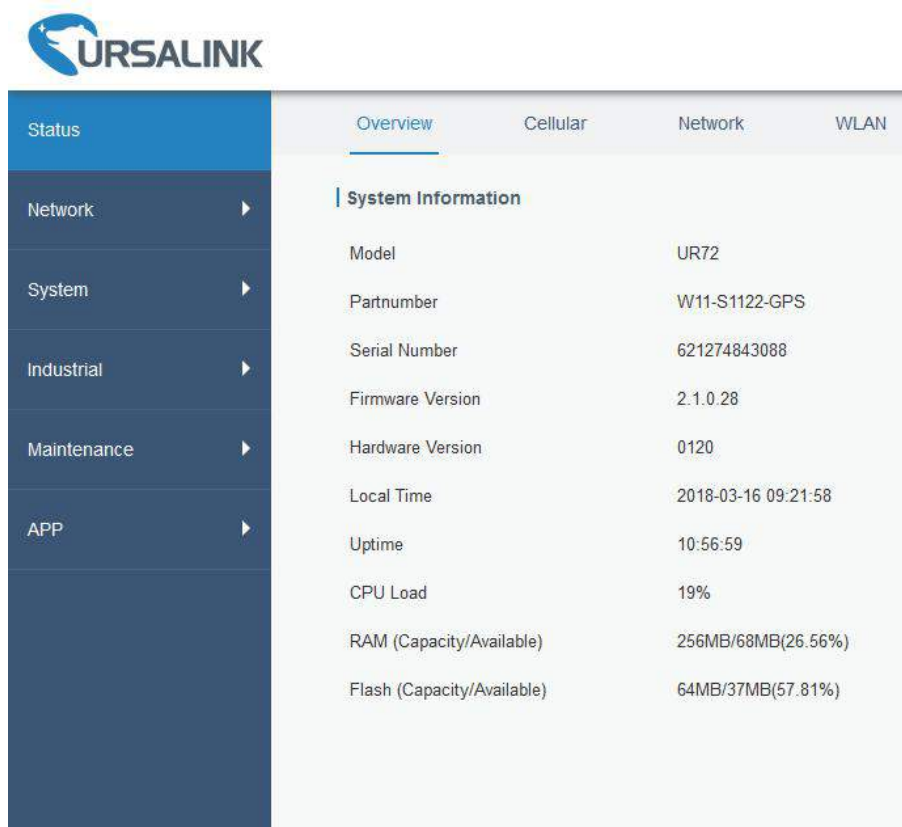 URSALINK
Status
Overview Cellular Network WLAN
Network
System Information
Model UR72
System
Partnumber W11-S1122-GPS
Serial Number 621274843088
Industrial
Firmware Version 2.1.0.28
Maintenance
Hardware Version 0120
Local Time 2018-03-16 09:21:58
APP
Uptime 10:56:59
CPU Load 19%
RAM (Capacity/Available) 256MB/68MB(26.56%)
Flash (Capacity/Available) 64MB/37MB(57.81%)